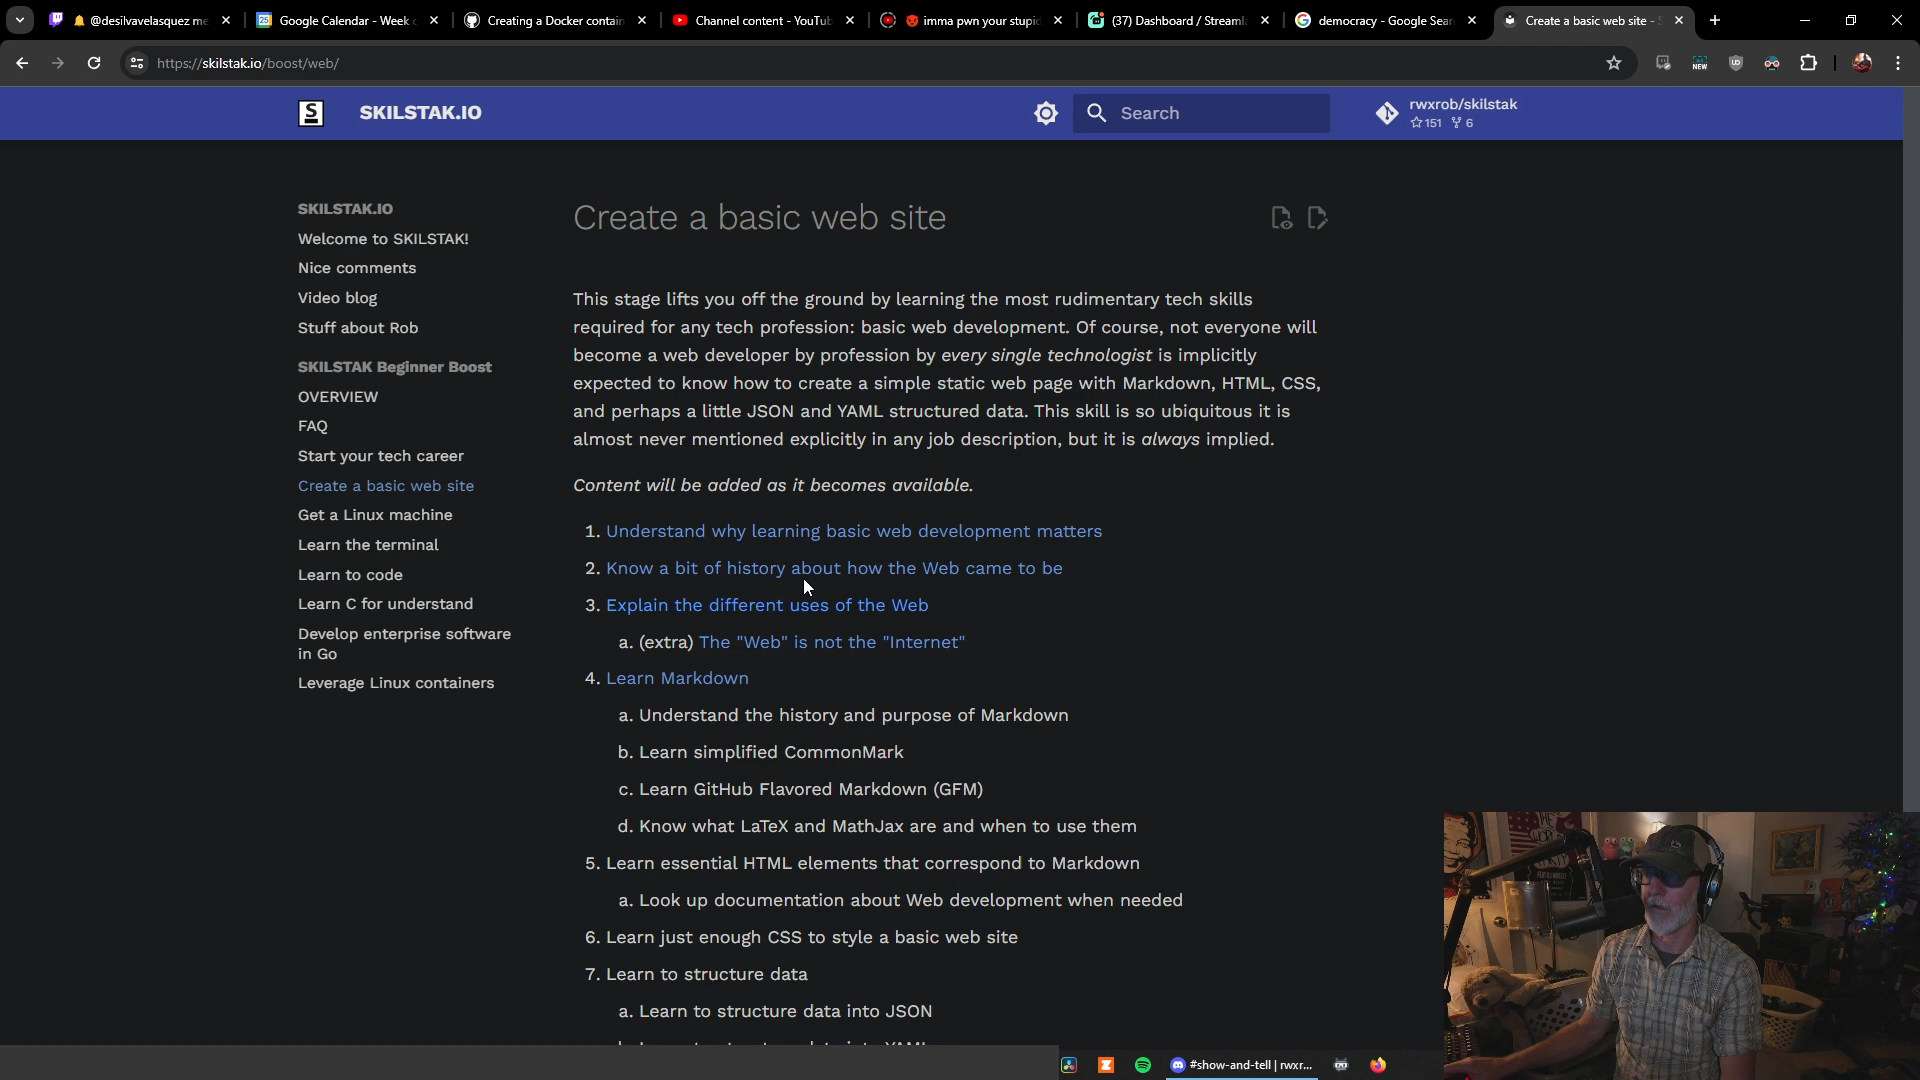 @desilvavelasquez me
Google Calendar - Week
Creating a Docker contain
Channel content - YouTub
imma pwn your stupid
(37) Dashboard / Streaml
democracy - Google Sear
Create a basic web site -
https://skilstak.io/boost/web/
NEW
S
SKILSTAK.IO
Search
rwxrob/skilstak
151 6
SKILSTAK.IO
Welcome to SKILSTAK!
Nice comments
Video blog
Stuff about Rob
SKILSTAK Beginner Boost
OVERVIEW
FAQ
Start your tech career
Create a basic web site
Get a Linux machine
Learn the terminal
Learn to code
Learn C for understand
Develop enterprise software
in Go
Leverage Linux containers
Create a basic web site
This stage lifts you off the ground by learning the most rudimentary tech skills
required for any tech profession: basic web development. Of course, not everyone will
become a web developer by profession by every single technologist is implicitly
expected to know how to create a simple static web page with Markdown, HTML, CSS,
and perhaps a little JSON and YAML structured data. This skill is so ubiquitous it is
almost never mentioned explicitly in any job description, but it is always implied.
Content will be added as it becomes available.
1. Understand why learning basic web development matters
2. Know a bit of history about how the Web came to be
3. Explain the different uses of the Web
a. (extra) The "Web" is not the "Internet"
4. Learn Markdown
a. Understand the history and purpose of Markdown
b. Learn simplified CommonMark
c. Learn GitHub Flavored Markdown (GFM)
d. Know what LaTeX and MathJax are and when to use them
5. Learn essential HTML elements that correspond to Markdown
a. Look up documentation about Web development when needed
6. Learn just enough CSS to style a basic web site
7. Learn to structure data
a. Learn to structure data into JSON
#show-and-tell | rwxr...